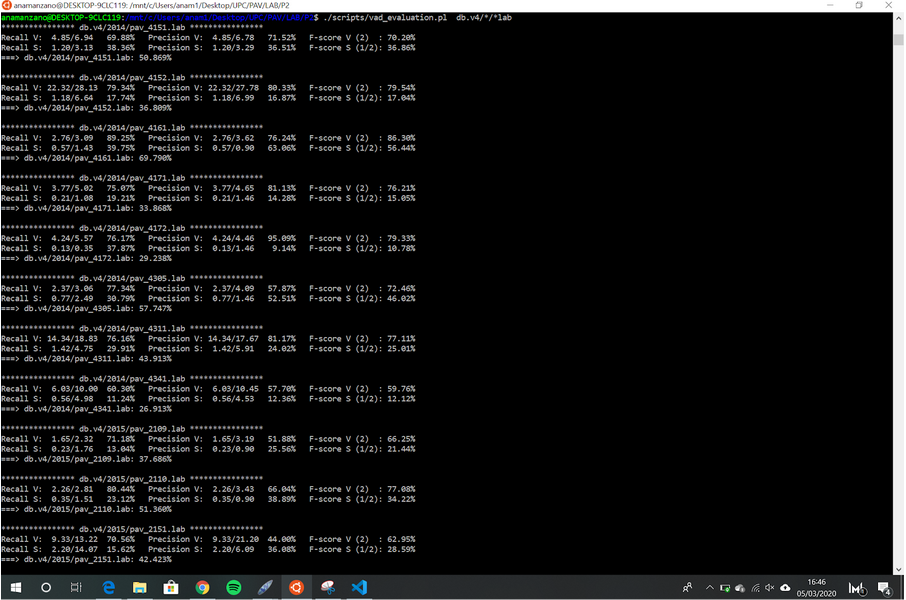 anamanzano@DESKTOP-9CLC119: /mnt/c/Users/anam1/Desktop/UPC/PAV/LAB/P2
anamanzano@DESKTOP-9CLC119:/mnt/c/Users/anam1/Desktop/UPC/PAV/LAB/P2$ ./scripts/vad_evaluation.pl db.v4/*/*lab
**************** db.v4/2014/pav_4151.lab ****************
Recall V: 4.85/6.94 69.88% Precision V: 4.85/6.78 71.52% F-score V (2) : 70.20%
Recall S: 1.20/3.13 38.36% Precision S: 1.20/3.29 36.51% F-score S (1/2): 36.86%
===> db.v4/2014/pav_4151.lab: 50.869%
**************** db.v4/2014/pav_4152.lab ****************
Recall V: 22.32/28.13 79.34% Precision V: 22.32/27.78 80.33% F-score V (2) : 79.54%
Recall S: 1.18/6.64 17.74% Precision S: 1.18/6.99 16.87% F-score S (1/2): 17.04%
===> db.v4/2014/pav_4152.lab: 36.809%
**************** db.v4/2014/pav_4161.lab ****************
Recall V: 2.76/3.09 89.25% Precision V: 2.76/3.62 76.24% F-score V (2) : 86.30%
Recall S: 0.57/1.43 39.75% Precision S: 0.57/0.90 63.06% F-score S (1/2): 56.44%
===> db.v4/2014/pav_4161.lab: 69.790%
**************** db.v4/2014/pav_4171.lab ****************
Recall V: 3.77/5.02 75.07% Precision V: 3.77/4.65 81.13% F-score V (2) : 76.21%
Recall S: 0.21/1.08 19.21% Precision S: 0.21/1.46 14.28% F-score S (1/2): 15.05%
===> db.v4/2014/pav_4171.lab: 33.868%
**************** db.v4/2014/pav_4172.lab ****************
Recall V: 4.24/5.57 76.17% Precision V: 4.24/4.46 95.09% F-score V (2) : 79.33%
Recall S: 0.13/0.35 37.87% Precision S: 0.13/1.46 9.14% F-score S (1/2): 10.78%
===> db.v4/2014/pav_4172.lab: 29.238%
**************** db.v4/2014/pav_4305.lab ****************
Recall V: 2.37/3.06 77.34% Precision V: 2.37/4.09 57.87% F-score V (2) : 72.46%
Recall S: 0.77/2.49 30.79% Precision S: 0.77/1.46 52.51% F-score S (1/2): 46.02%
===> db.v4/2014/pav_4305.lab: 57.747%
**************** db.v4/2014/pav_4311.lab ****************
Recall V: 14.34/18.83 76.16% Precision V: 14.34/17.67 81.17% F-score V (2) : 77.11%
Recall S: 1.42/4.75 29.91% Precision S: 1.42/5.91 24.02% F-score S (1/2): 25.01%
===> db.v4/2014/pav_4311.lab: 43.913%
**************** db.v4/2014/pav_4341.lab ****************
Recall V: 6.03/10.00 60.30% Precision V: 6.03/10.45 57.70% F-score V (2) : 59.76%
Recall S: 0.56/4.98 11.24% Precision S: 0.56/4.53 12.36% F-score S (1/2): 12.12%
===> db.v4/2014/pav_4341.lab: 26.913%
**************** db.v4/2015/pav_2109.lab ****************
Recall V: 1.65/2.32 71.18% Precision V: 1.65/3.19 51.88% F-score V (2) : 66.25%
Recall S: 0.23/1.76 13.04% Precision S: 0.23/0.90 25.56% F-score S (1/2): 21.44%
===> db.v4/2015/pav_2109.lab: 37.686%
**************** db.v4/2015/pav_2110.lab ****************
Recall V: 2.26/2.81 80.44% Precision V: 2.26/3.43 66.04% F-score V (2) : 77.08%
Recall S: 0.35/1.51 23.12% Precision S: 0.35/0.90 38.89% F-score S (1/2): 34.22%
===> db.v4/2015/pav_2110.lab: 51.360%
**************** db.v4/2015/pav_2151.lab ****************
Recall V: 9.33/13.22 70.56% Precision V: 9.33/21.20 44.00% F-score V (2) : 62.95%
Recall S: 2.20/14.07 15.62% Precision S: 2.20/6.09 36.08% F-score S (1/2): 28.59%
===> db.v4/2015/pav_2151.lab: 42.423%
16:46
05/03/2020
4